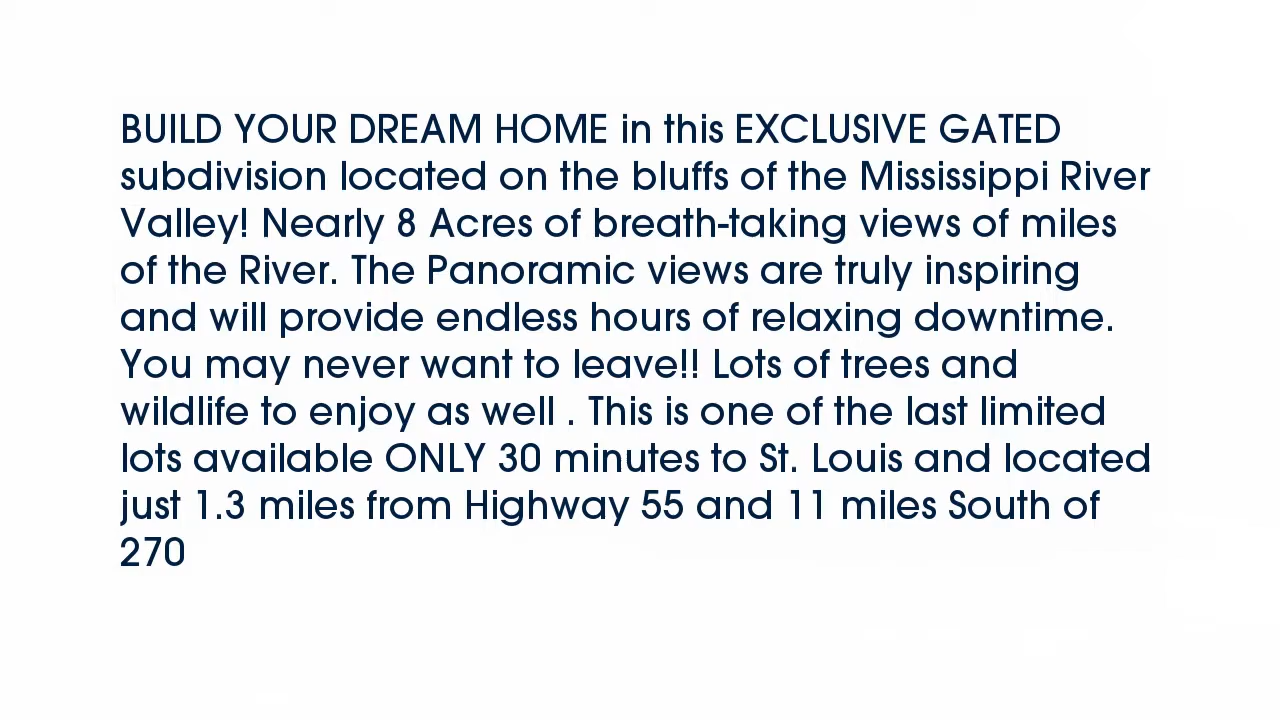 BUILD YOUR DREAM HOME in this EXCLUSIVE GATED
subdivision located on the bluffs of the Mississippi River
Valley! Nearly 8 Acres of breath-taking views of miles
of the River. The Panoramic views are truly inspiring
and will provide endless hours of relaxing downtime.
You may never want to leave!! Lots of trees and
wildlife to enjoy as well . This is one of the last limited
lots available ONLY 30 minutes to St. Louis and located
just 1.3 miles from Highway 55 and 11 miles South of
270